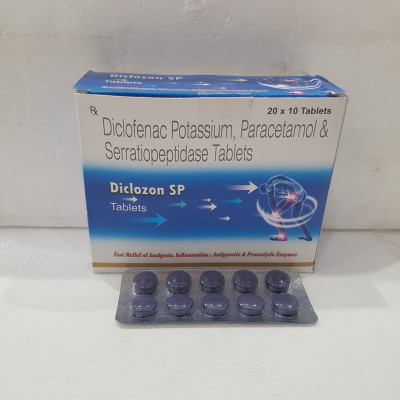 Diclozon SP
Tablets
Rx
20 x 10 Tablets
Diclofenac Potassium, Paracetamol &
Serratiopeptidase Tablets
Diclozon SP
Tablets
Fast Relief of Analgesic, Inflammation, Antipyretic & Proteolytic Enzymes